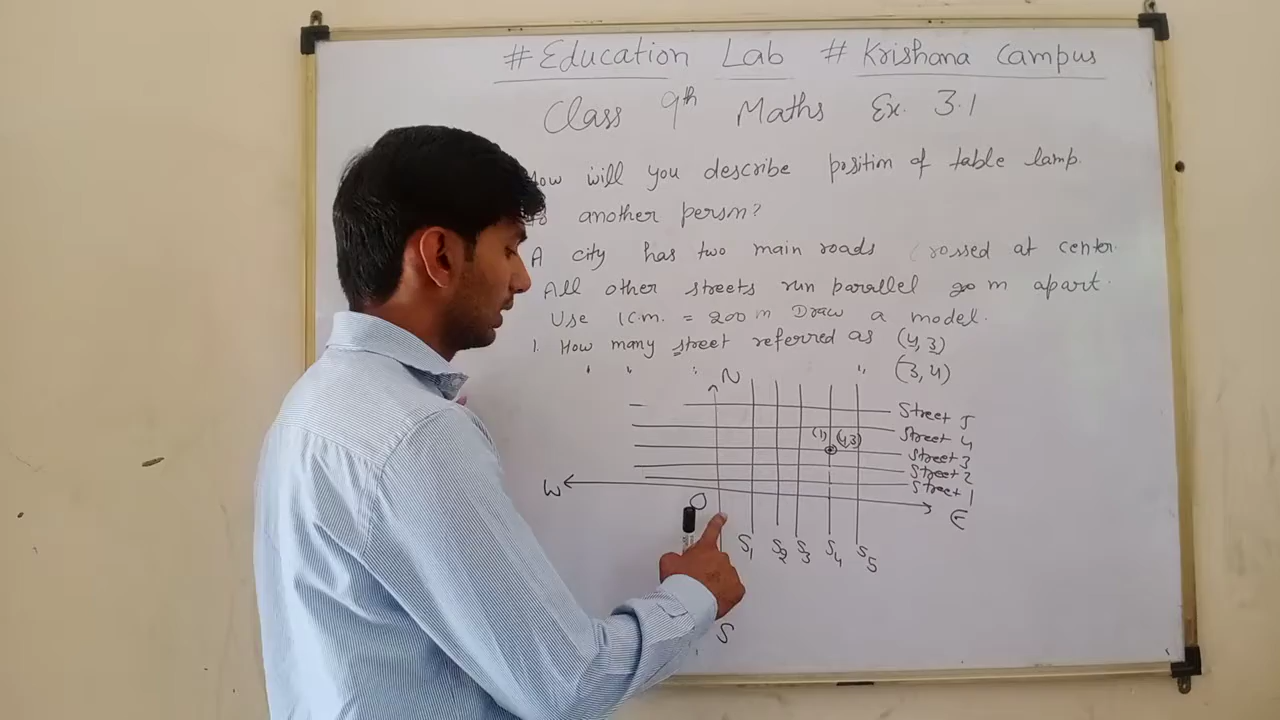 # Education Lab # Krishana Campus
Class 9th Maths Ex. 3.1
How will you describe position of table lamp.
to another person?
A city has two main roads crossed at center.
All other streets run parallel 200 m apart.
Use 1 c.m. = 200 m Draw a model.
1. How many street referred as (4, 3)
" " " " (3, 4)
N
Street 5
Street 4
(1) (4,3)
Street 3
Street 2
Street 1
W
O
E
S1 S2 S3 S4 S5
S